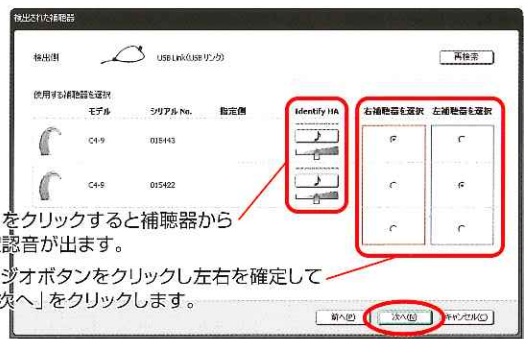 検出された補聴器
検出側 USB Link(USB リンク) 再検索
使用する補聴器を選択
モデル シリアル No. 指定側 Identify HA 右補聴器を選択 左補聴器を選択
C4-9 018443 ♪
C4-9 015422 ♪
をクリックすると補聴器から
認音が出ます。
ジオボタンをクリックし左右を確定して
次へ」をクリックします。
前へ(P) 次へ(N) キャンセル(C)